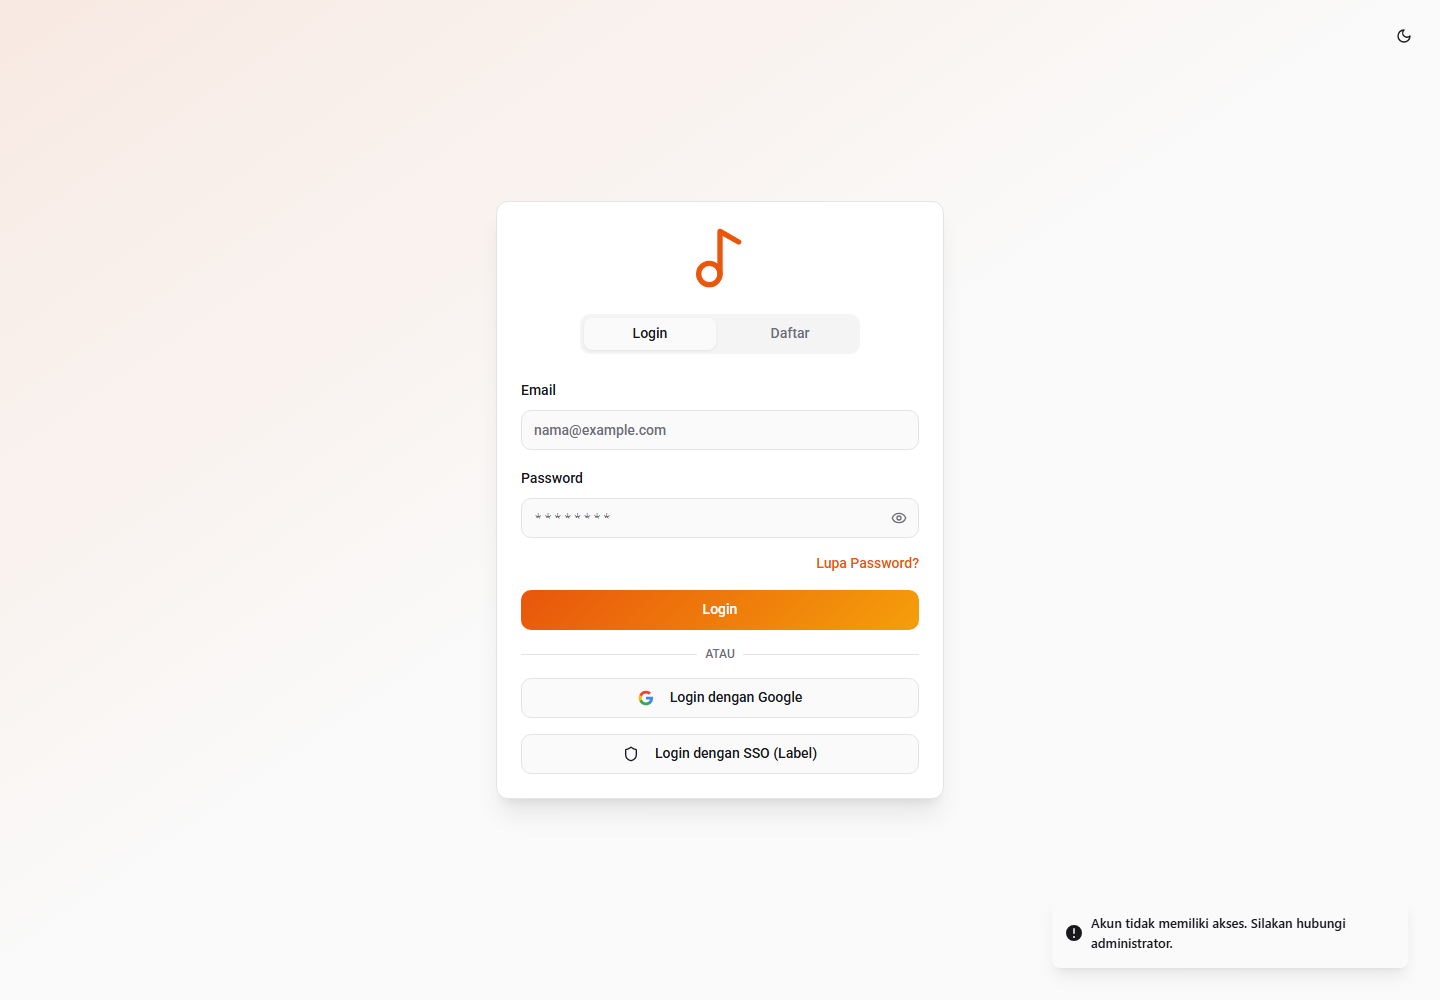 Login
Daftar
Email
nama@example.com
Password
********
Lupa Password?
Login
ATAU
Login dengan Google
Login dengan SSO (Label)
Akun tidak memiliki akses. Silakan hubungi
administrator.